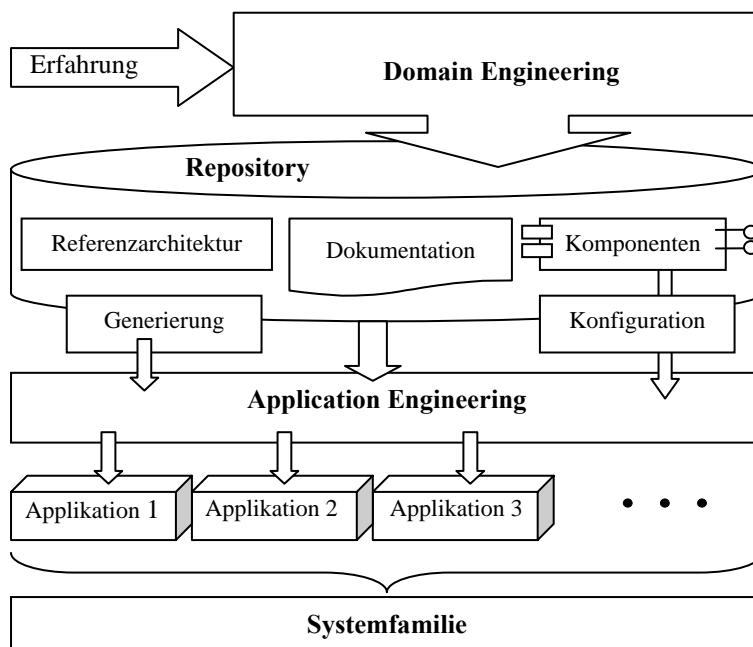 Erfahrung
Domain Engineering
Repository
Referenzarchitektur
Dokumentation
Komponenten
Generierung
Konfiguration
Application Engineering
Applikation 1
Applikation 2
Applikation 3
• • •
Systemfamilie